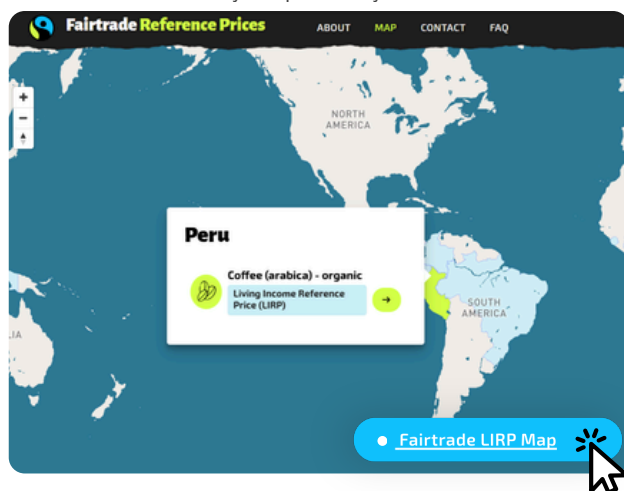 Fairtrade Reference Prices
ABOUT
MAP
CONTACT
FAQ
NORTH
AMERICA
Peru
Coffee (arabica) - organic
Living Income Reference
Price (LIRP)
SOUTH
AMERICA
IA
Fairtrade LIRP Map